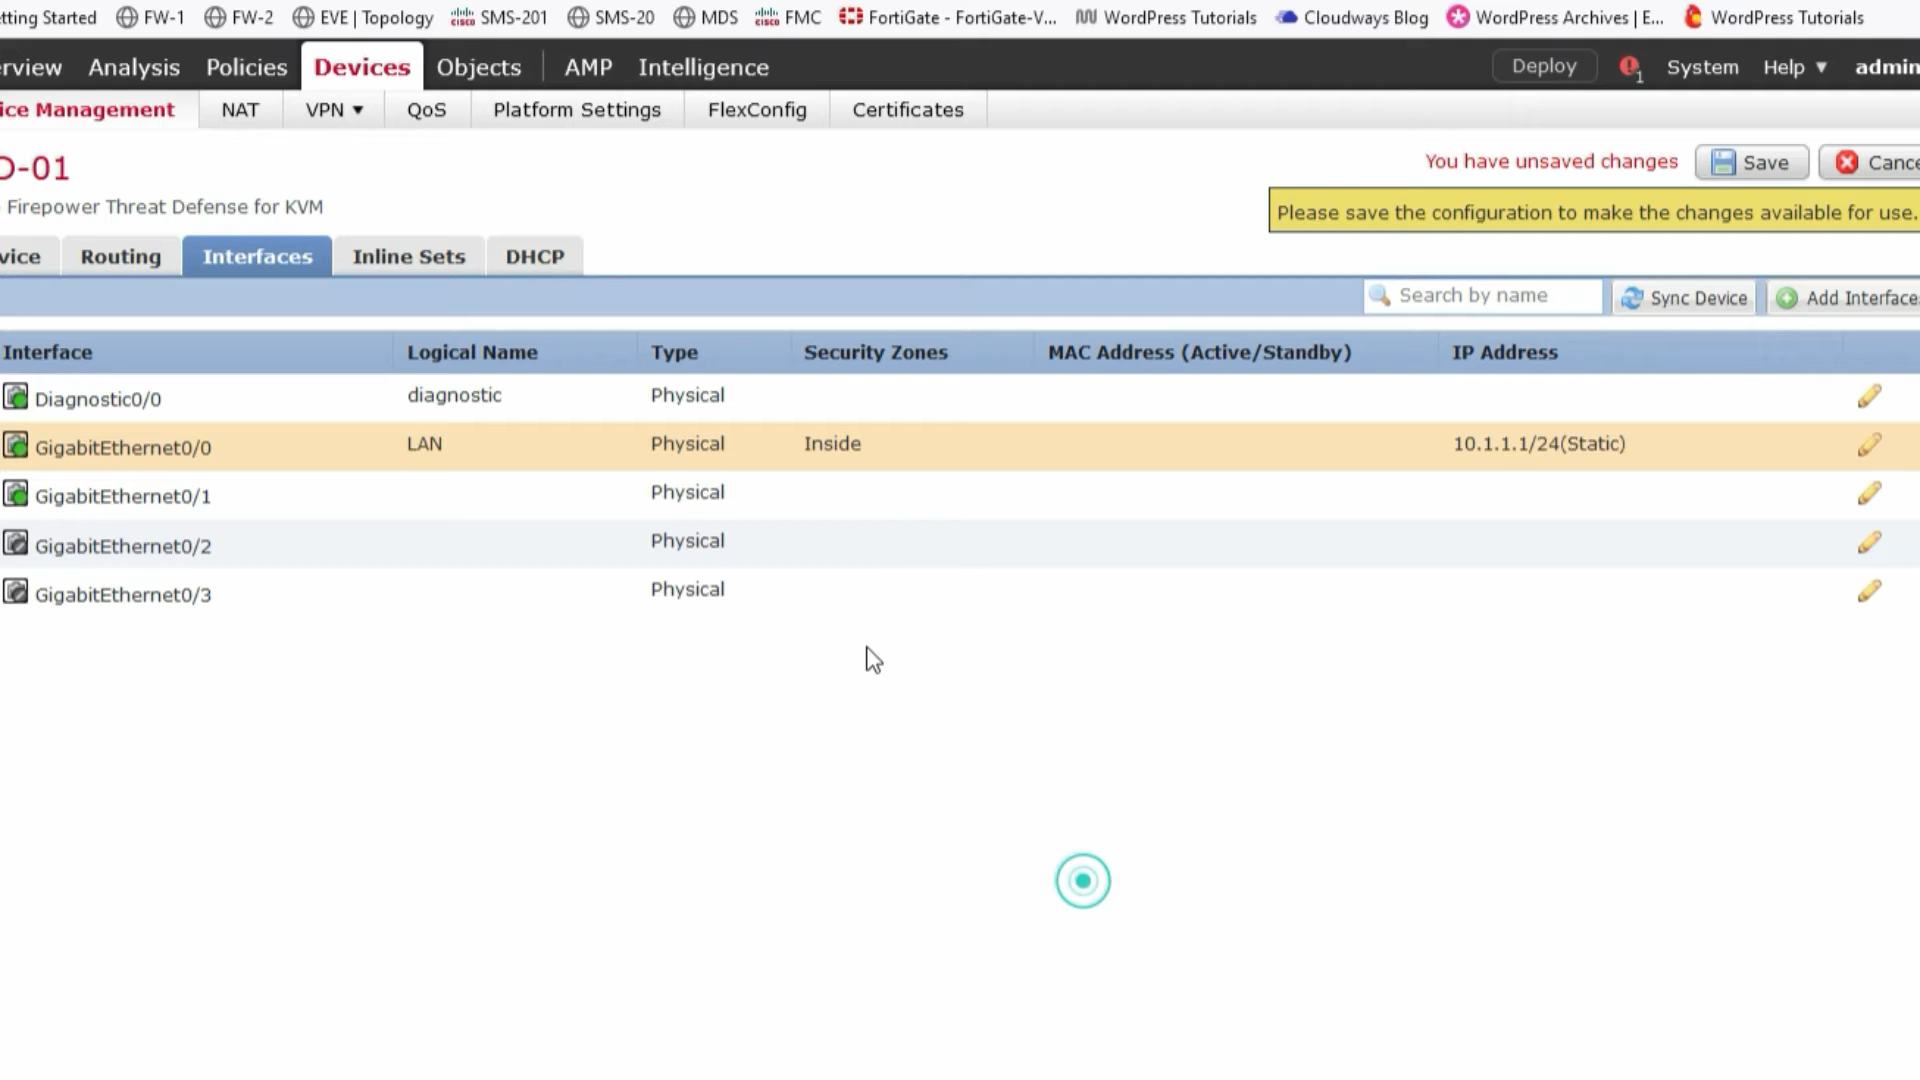 tting Started FW-1 FW-2 EVE | Topology SMS-201 SMS-20 MDS FMC FortiGate - FortiGate-V... WordPress Tutorials Cloudways Blog WordPress Archives | E... WordPress Tutorials
rview Analysis Policies Devices Objects AMP Intelligence Deploy 1 System Help ▼ admin
ice Management NAT VPN ▼ QoS Platform Settings FlexConfig Certificates
D-01
You have unsaved changes Save Cance
Firepower Threat Defense for KVM
Please save the configuration to make the changes available for use.
vice Routing Interfaces Inline Sets DHCP
Search by name Sync Device Add Interface
Interface Logical Name Type Security Zones MAC Address (Active/Standby) IP Address
Diagnostic0/0 diagnostic Physical
GigabitEthernet0/0 LAN Physical Inside 10.1.1.1/24(Static)
GigabitEthernet0/1 Physical
GigabitEthernet0/2 Physical
GigabitEthernet0/3 Physical